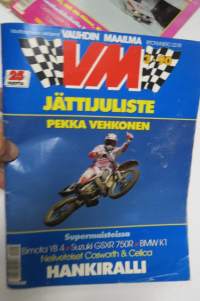 VAUHDIN MAAILMA
VM
25
JÄTTIJULISTE
PEKKA VEHKONEN
Supermaisteissa
Bimota YB 4 Suzuki GSXR 750R BMW K1
Nelivetoiset Cosworth & Celica
HANKIRALLI